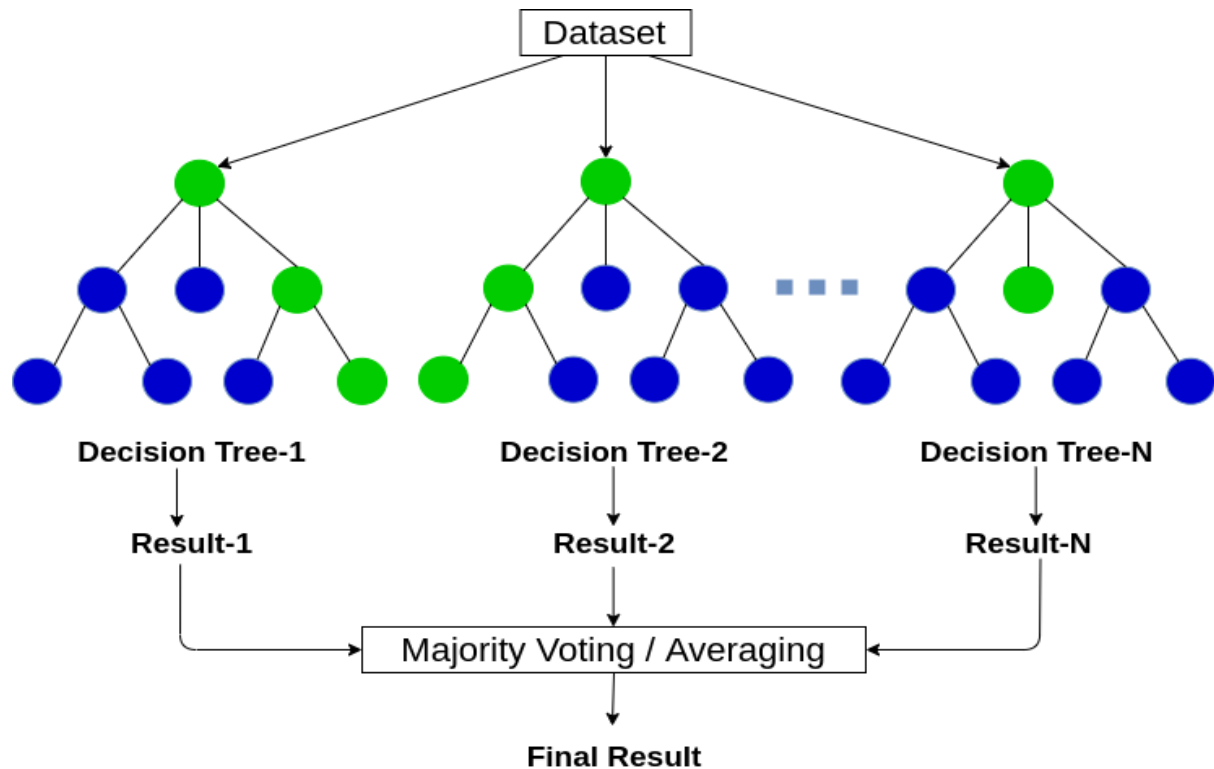 Dataset
Decision Tree-1
Decision Tree-2
Decision Tree-N
Result-1
Result-2
Result-N
Majority Voting / Averaging
Final Result